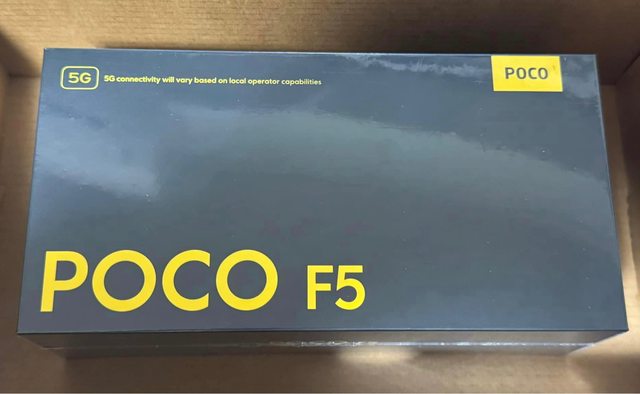 5G
5G connectivity will vary based on local operator capabilities
POCO
POCO F5